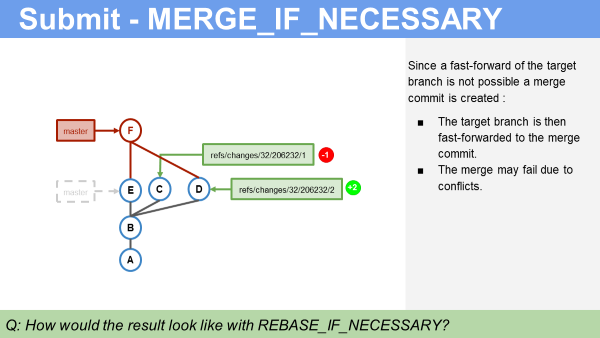 Submit - MERGE_IF_NECESSARY
Since a fast-forward of the target
branch is not possible a merge
commit is created :
■ The target branch is then
fast-forwarded to the merge
commit.
■ The merge may fail due to
conflicts.
master
F
refs/changes/32/206232/1
-1
master
E
C
D
refs/changes/32/206232/2
+2
B
A
Q: How would the result look like with REBASE_IF_NECESSARY?